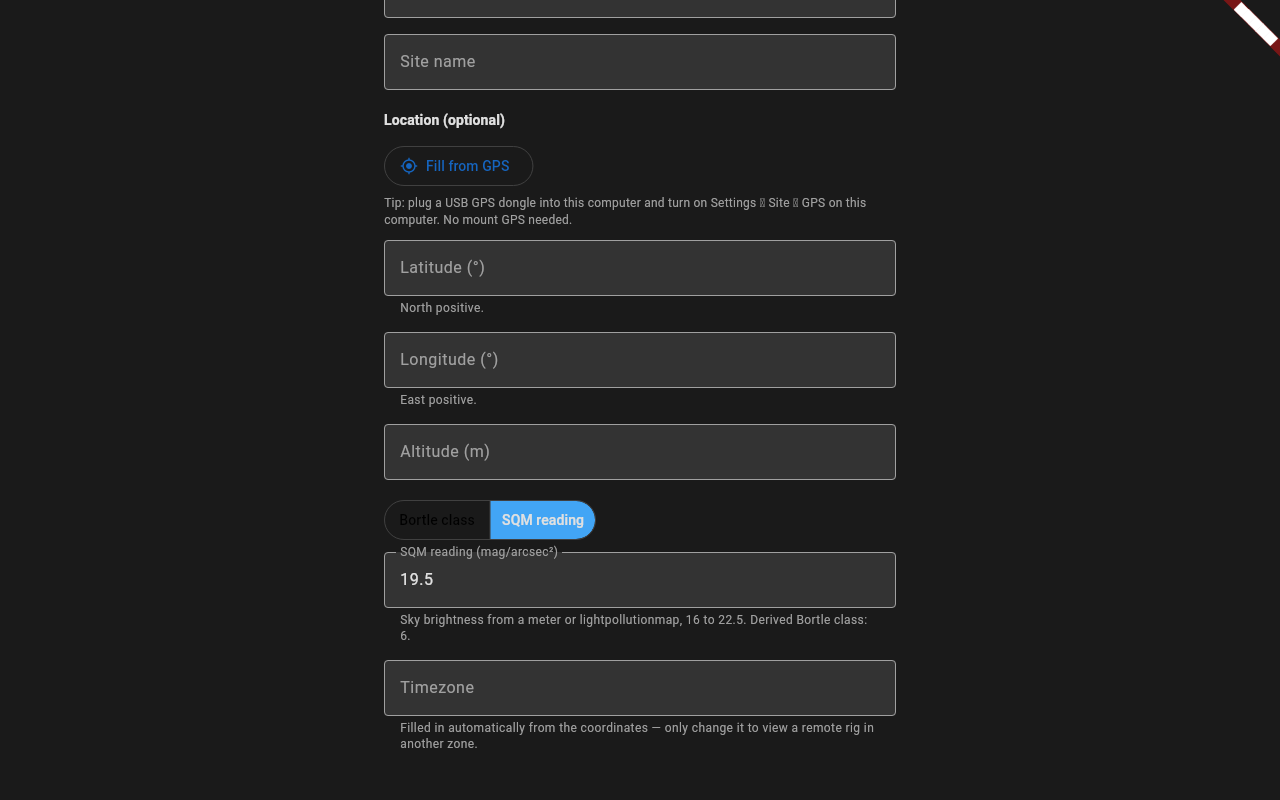 Site name
Location (optional)
Fill from GPS
Tip: plug a USB GPS dongle into this computer and turn on Settings ▯ Site ▯ GPS on this
computer. No mount GPS needed.
Latitude (°)
North positive.
Longitude (°)
East positive.
Altitude (m)
Bortle class SQM reading
SQM reading (mag/arcsec²)
19.5
Sky brightness from a meter or lightpollutionmap, 16 to 22.5. Derived Bortle class:
6.
Timezone
Filled in automatically from the coordinates — only change it to view a remote rig in
another zone.